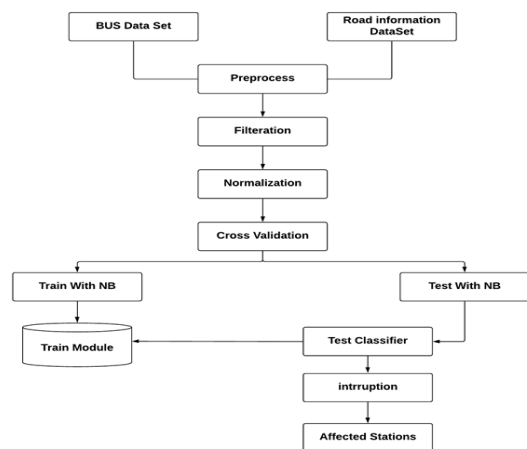 BUS Data Set
Road information
DataSet
Preprocess
Filteration
Normalization
Cross Validation
Train With NB
Test With NB
Train Module
Test Classifier
intrruption
Affected Stations